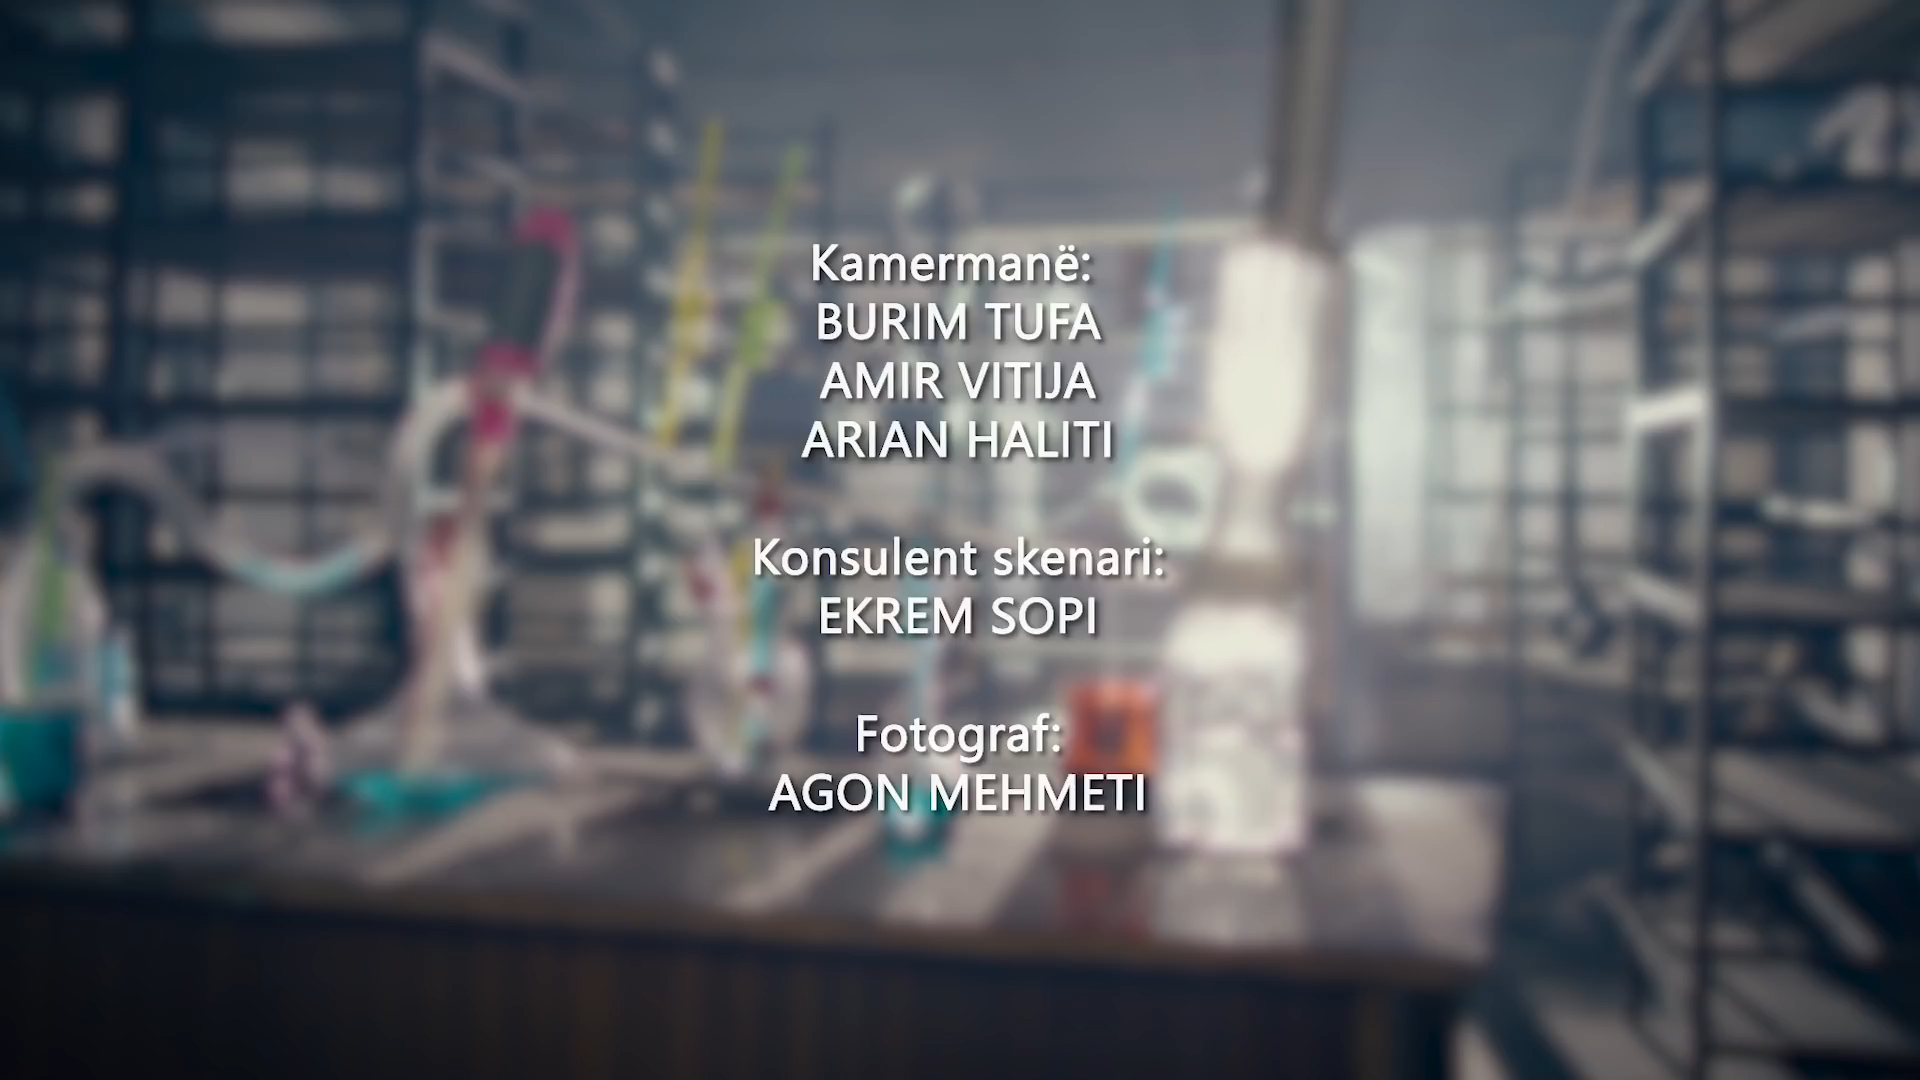 Kamermanë:
BURIM TUFA
AMIR VITIJA
ARIAN HALITI
Konsulent skenari:
EKREM SOPI
Fotograf:
AGON MEHMETI